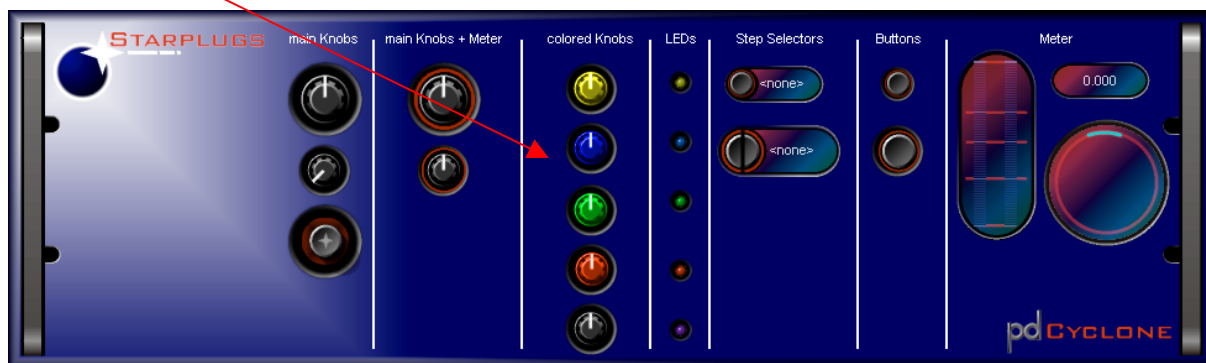 STARPLUGS
main Knobs
main Knobs + Meter
colored Knobs
LEDs
Step Selectors
Buttons
Meter
<none>
0.000
<none>
pd CYCLONE